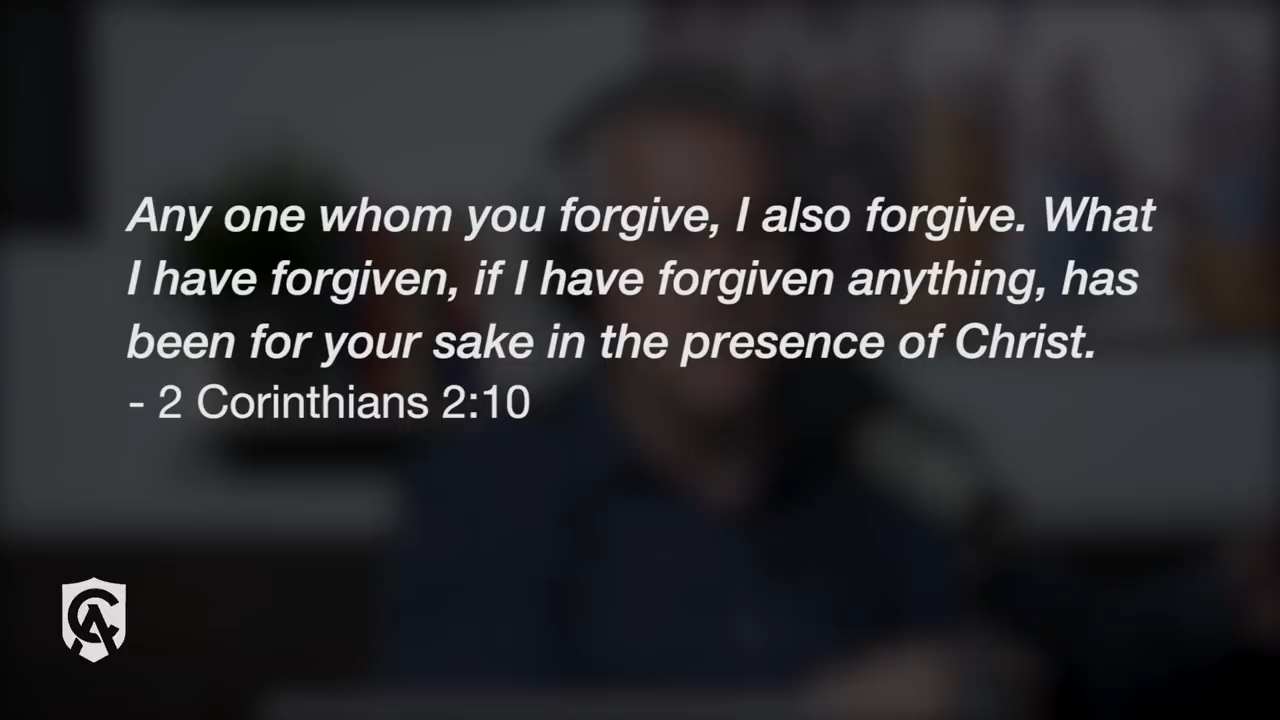 Any one whom you forgive, I also forgive. What
I have forgiven, if I have forgiven anything, has
been for your sake in the presence of Christ.
- 2 Corinthians 2:10
CA